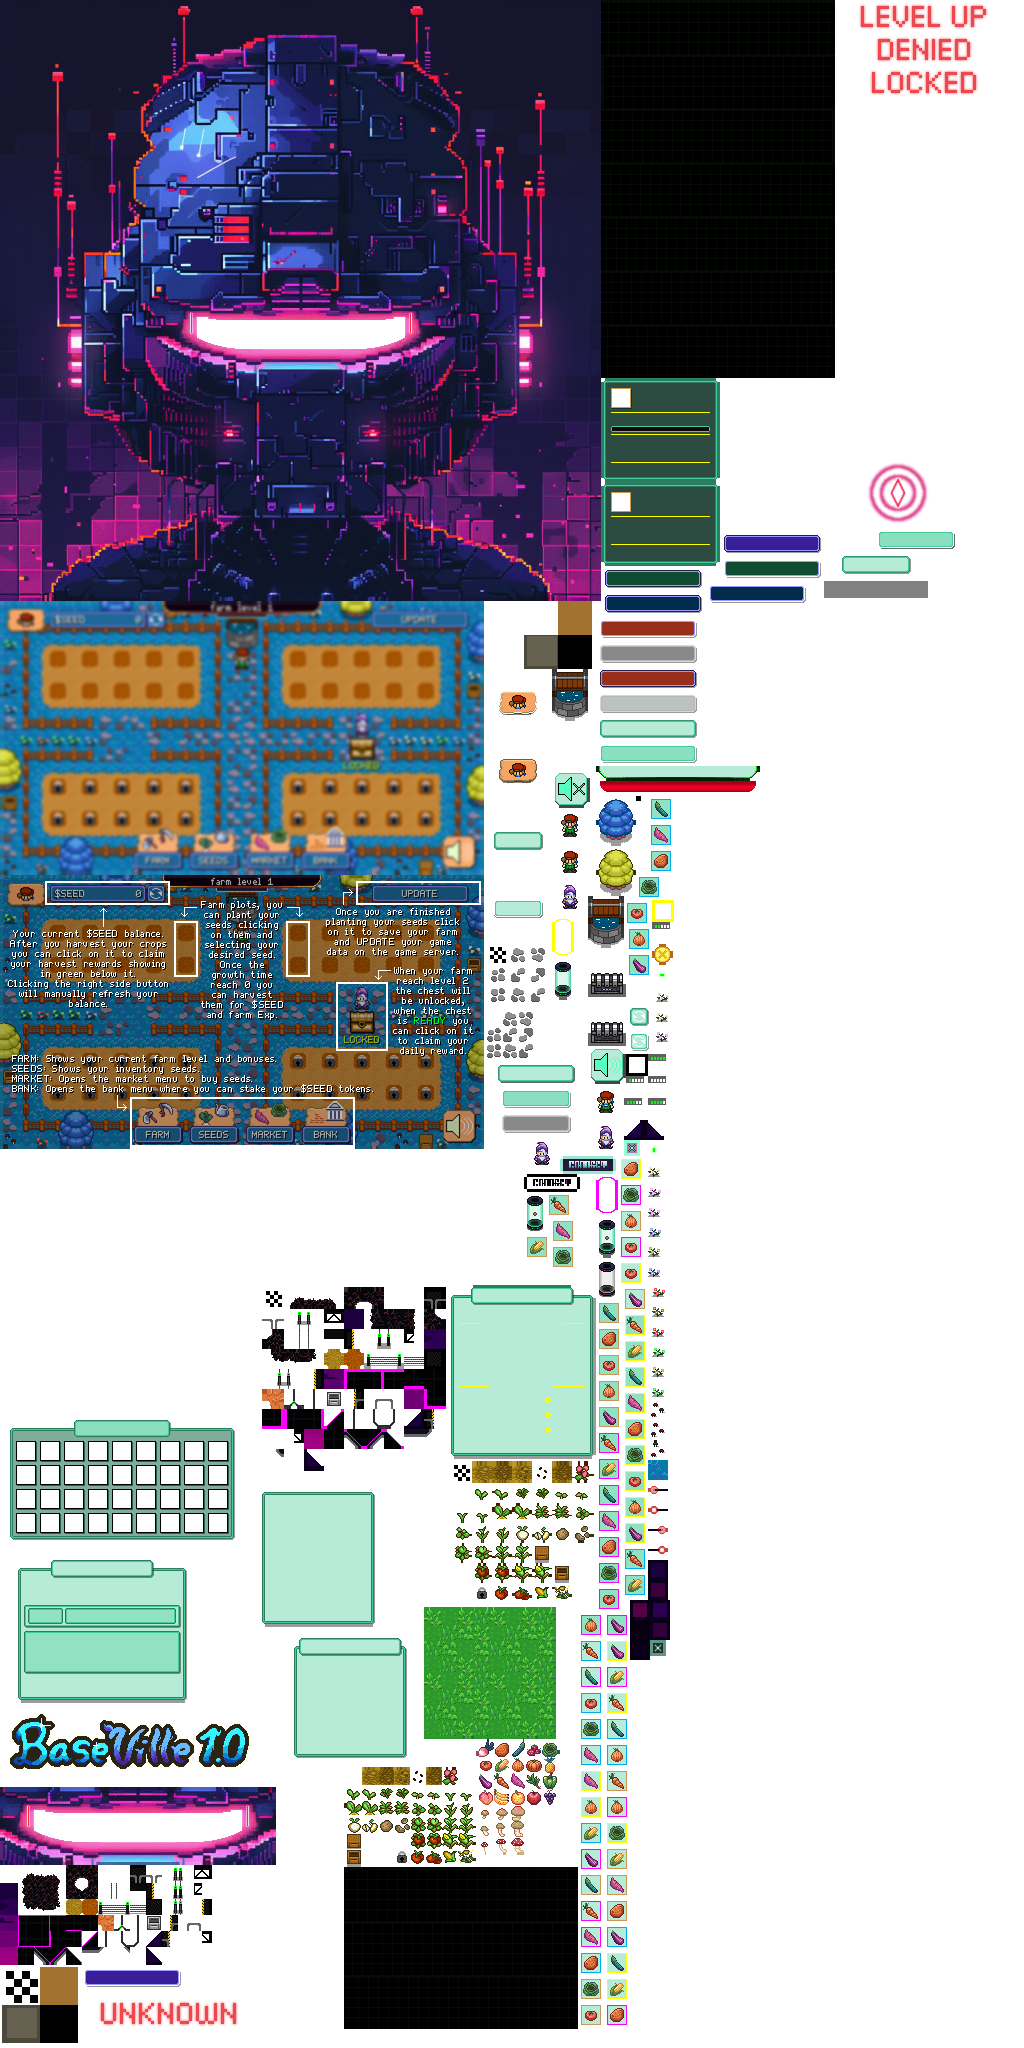 LEVEL UP
DENIED
LOCKED
farm level 1
$SEED 0
UPDATE
LOCKED
FARM
SEEDS
MARKET
BANK
farm level 1
$SEED 0
UPDATE
Your current $SEED balance.
After you harvest your crops
you can click on it to claim
your harvest rewards showing
in green below it.
Clicking the right side button
will manually refresh your
balance.
Farm plots, you
can plant your
seeds clicking
on them and
selecting your
desired seed.
Once the
growth time
reach 0 you
can harvest
them for $SEED
and farm Exp.
Once you are finished
planting your seeds click
on it to save your farm
and UPDATE your game
data on the game server.
When your farm
reach level 2
the chest will
be unlocked,
when the chest
is READY you
can click on it
to claim your
daily reward.
LOCKED
FARM: Shows your current farm level and bonuses.
SEEDS: Shows your inventory seeds.
MARKET: Opens the market menu to buy seeds.
BANK: Opens the bank menu where you can stake your $SEED tokens.
FARM
SEEDS
MARKET
BANK
CONNECT
CONNECT
BaseVille 1.0
UNKNOWN